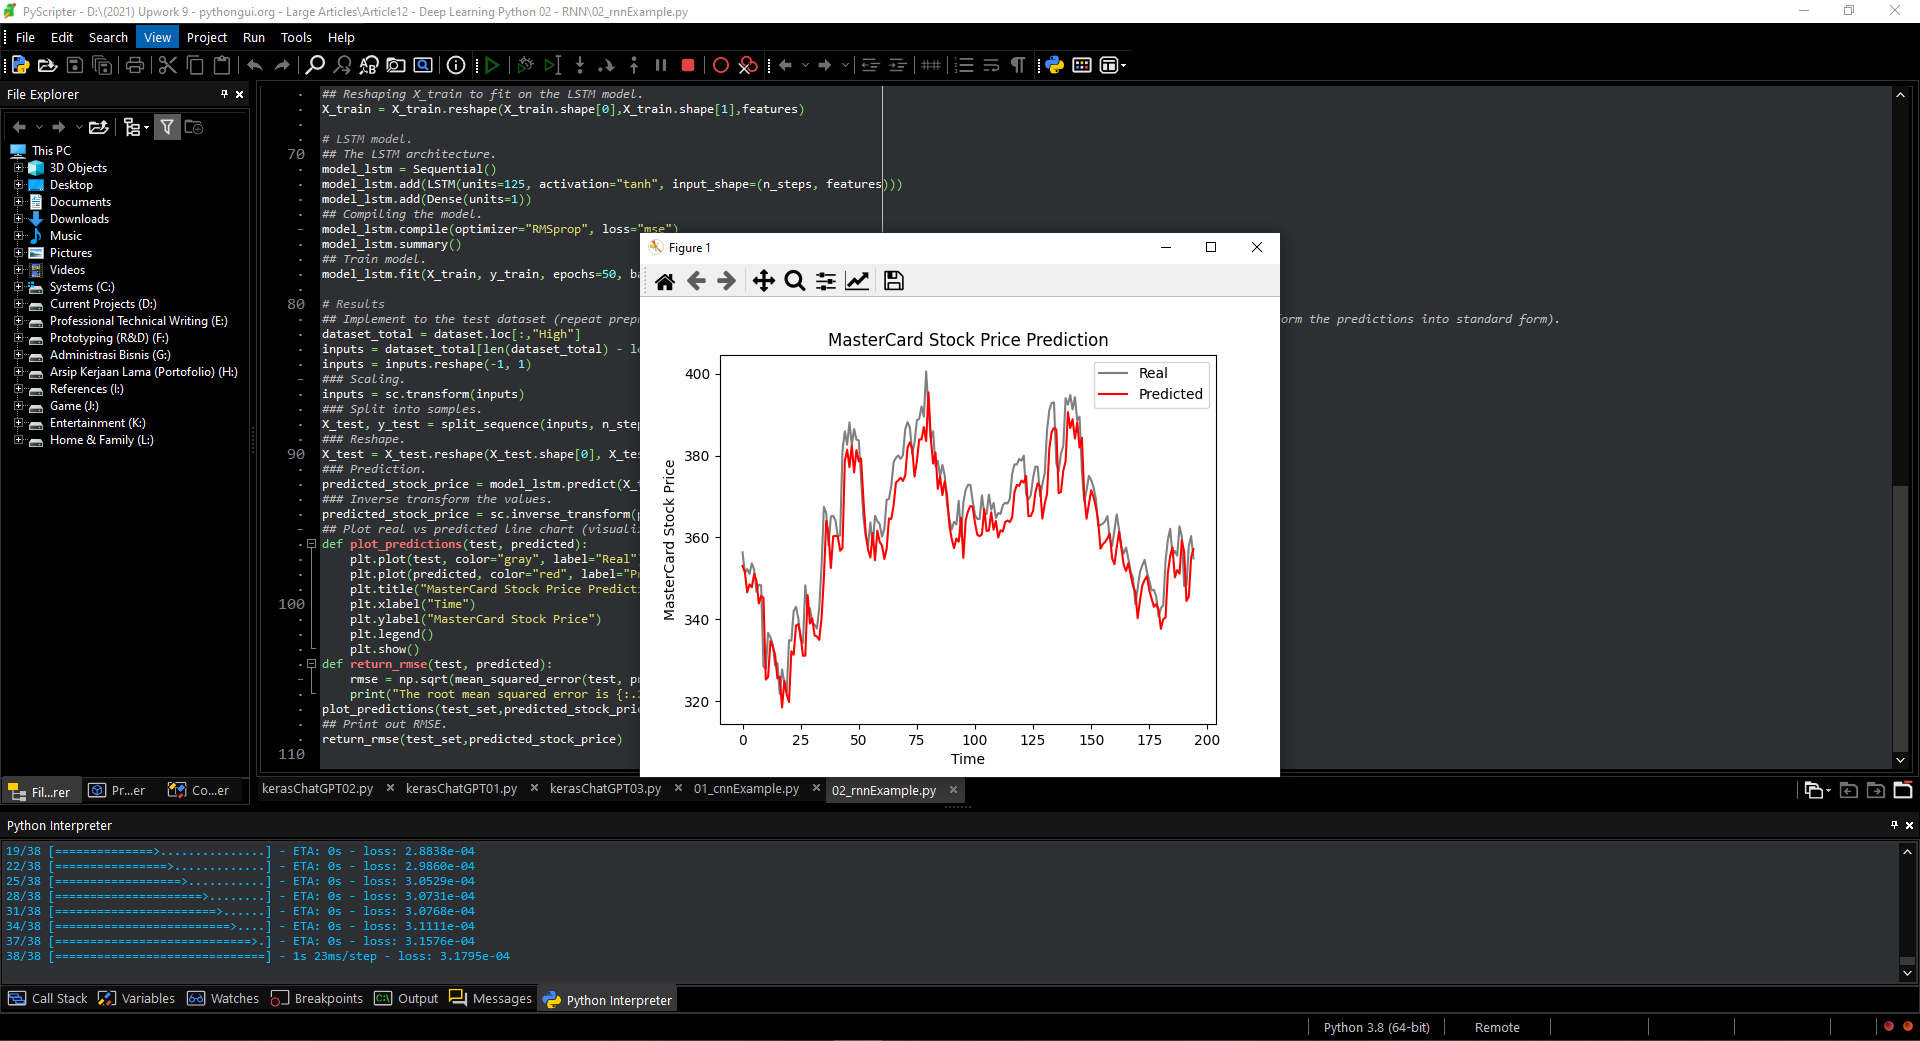 PyScripter - D:\(2021) Upwork 9 - pythongui.org - Large Articles\Article12 - Deep Learning Python 02 - RNN\02_rnnExample.py
File Edit Search View Project Run Tools Help
File Explorer
This PC
3D Objects
Desktop
Documents
Downloads
Music
Pictures
Videos
Systems (C:)
Current Projects (D:)
Professional Technical Writing (E:)
Prototyping (R&D) (F:)
Administrasi Bisnis (G:)
Arsip Kerjaan Lama (Portofolio) (H:)
References (I:)
Game (J:)
Entertainment (K:)
Home & Family (L:)
Fil...rer Pr...er Co...er
## Reshaping X_train to fit on the LSTM model.
X_train = X_train.reshape(X_train.shape[0],X_train.shape[1],features)
# LSTM model.
70 ## The LSTM architecture.
model_lstm = Sequential()
model_lstm.add(LSTM(units=125, activation="tanh", input_shape=(n_steps, features)))
model_lstm.add(Dense(units=1))
## Compiling the model.
model_lstm.compile(optimizer="RMSprop", loss="mse")
model_lstm.summary()
## Train model.
model_lstm.fit(X_train, y_train, epochs=50, ba
80 # Results
## Implement to the test dataset (repeat prepr form the predictions into standard form).
dataset_total = dataset.loc[:,"High"]
inputs = dataset_total[len(dataset_total) - le
inputs = inputs.reshape(-1, 1)
### Scaling.
inputs = sc.transform(inputs)
### Split into samples.
X_test, y_test = split_sequence(inputs, n_step
### Reshape.
90 X_test = X_test.reshape(X_test.shape[0], X_tes
### Prediction.
predicted_stock_price = model_lstm.predict(X_t
### Inverse transform the values.
predicted_stock_price = sc.inverse_transform(p
## Plot real vs predicted line chart (visuali
def plot_predictions(test, predicted):
plt.plot(test, color="gray", label="Real"
plt.plot(predicted, color="red", label="Pr
plt.title("MasterCard Stock Price Predicti
100 plt.xlabel("Time")
plt.ylabel("MasterCard Stock Price")
plt.legend()
plt.show()
def return_rmse(test, predicted):
rmse = np.sqrt(mean_squared_error(test, pr
print("The root mean squared error is {:.2
plot_predictions(test_set,predicted_stock_pric
## Print out RMSE.
return_rmse(test_set,predicted_stock_price)
110
Figure 1
MasterCard Stock Price Prediction
Real
Predicted
MasterCard Stock Price
400
380
360
340
320
0 25 50 75 100 125 150 175 200
Time
kerasChatGPT02.py kerasChatGPT01.py kerasChatGPT03.py 01_cnnExample.py 02_rnnExample.py
Python Interpreter
19/38 [==============>...............] - ETA: 0s - loss: 2.8838e-04
22/38 [================>.............] - ETA: 0s - loss: 2.9860e-04
25/38 [==================>...........] - ETA: 0s - loss: 3.0529e-04
28/38 [=====================>........] - ETA: 0s - loss: 3.0731e-04
31/38 [=======================>......] - ETA: 0s - loss: 3.0768e-04
34/38 [=========================>....] - ETA: 0s - loss: 3.1111e-04
37/38 [============================>.] - ETA: 0s - loss: 3.1576e-04
38/38 [==============================] - 1s 23ms/step - loss: 3.1795e-04
Call Stack Variables Watches Breakpoints Output Messages Python Interpreter
Python 3.8 (64-bit) Remote